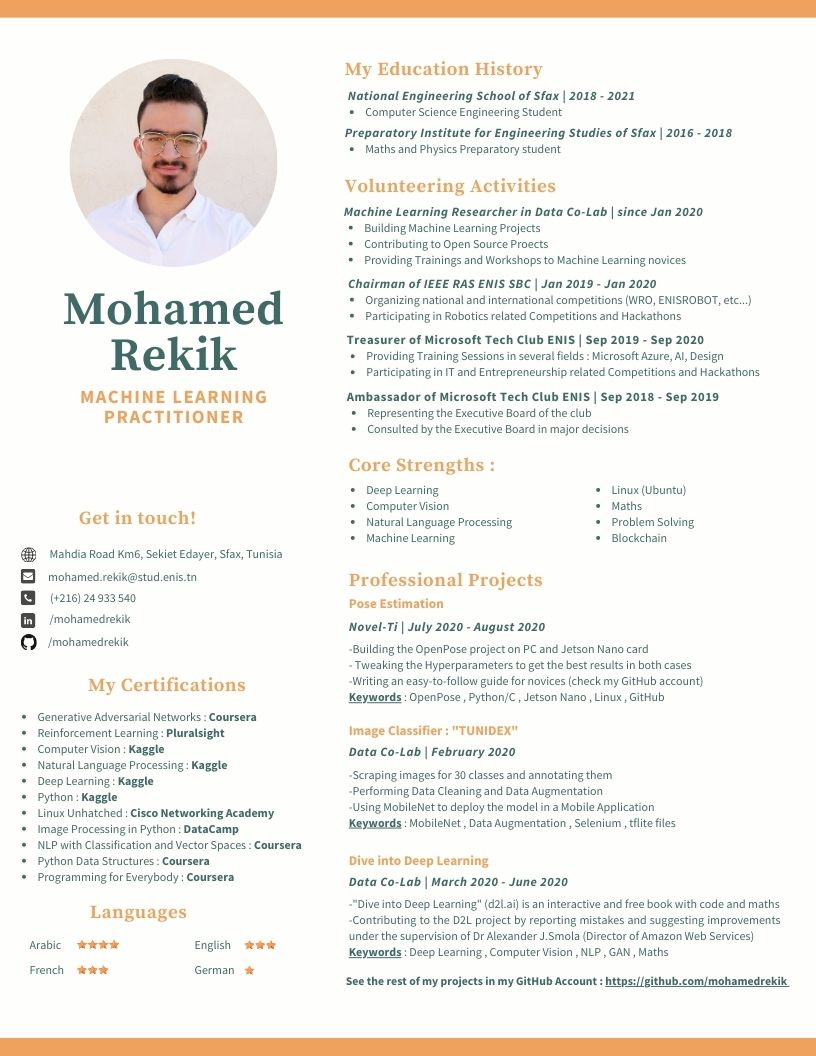 Mohamed
Rekik
MACHINE LEARNING
PRACTITIONER
Get in touch!
Mahdia Road Km6, Sekiet Edayer, Sfax, Tunisia
mohamed.rekik@stud.enis.tn
(+216) 24 933 540
/mohamedrekik
/mohamedrekik
My Certifications
Generative Adversarial Networks : Coursera
Reinforcement Learning : Pluralsight
Computer Vision : Kaggle
Natural Language Processing : Kaggle
Deep Learning : Kaggle
Python : Kaggle
Linux Unhatched : Cisco Networking Academy
Image Processing in Python : DataCamp
NLP with Classification and Vector Spaces : Coursera
Python Data Structures : Coursera
Programming for Everybody : Coursera
Languages
Arabic
English
French
German
My Education History
National Engineering School of Sfax | 2018 - 2021
Computer Science Engineering Student
Preparatory Institute for Engineering Studies of Sfax | 2016 - 2018
Maths and Physics Preparatory student
Volunteering Activities
Machine Learning Researcher in Data Co-Lab | since Jan 2020
Building Machine Learning Projects
Contributing to Open Source Proects
Providing Trainings and Workshops to Machine Learning novices
Chairman of IEEE RAS ENIS SBC | Jan 2019 - Jan 2020
Organizing national and international competitions (WRO, ENISROBOT, etc...)
Participating in Robotics related Competitions and Hackathons
Treasurer of Microsoft Tech Club ENIS | Sep 2019 - Sep 2020
Providing Training Sessions in several fields : Microsoft Azure, AI, Design
Participating in IT and Entrepreneurship related Competitions and Hackathons
Ambassador of Microsoft Tech Club ENIS | Sep 2018 - Sep 2019
Representing the Executive Board of the club
Consulted by the Executive Board in major decisions
Core Strengths :
Deep Learning
Computer Vision
Natural Language Processing
Machine Learning
Linux (Ubuntu)
Maths
Problem Solving
Blockchain
Professional Projects
Pose Estimation
Novel-Ti | July 2020 - August 2020
-Building the OpenPose project on PC and Jetson Nano card
- Tweaking the Hyperparameters to get the best results in both cases
-Writing an easy-to-follow guide for novices (check my GitHub account)
Keywords : OpenPose , Python/C , Jetson Nano , Linux , GitHub
Image Classifier : "TUNIDEX"
Data Co-Lab | February 2020
-Scraping images for 30 classes and annotating them
-Performing Data Cleaning and Data Augmentation
-Using MobileNet to deploy the model in a Mobile Application
Keywords : MobileNet , Data Augmentation , Selenium , tflite files
Dive into Deep Learning
Data Co-Lab | March 2020 - June 2020
-"Dive into Deep Learning" (d2l.ai) is an interactive and free book with code and maths
-Contributing to the D2L project by reporting mistakes and suggesting improvements
under the supervision of Dr Alexander J.Smola (Director of Amazon Web Services)
Keywords : Deep Learning , Computer Vision , NLP , GAN , Maths
See the rest of my projects in my GitHub Account : https://github.com/mohamedrekik